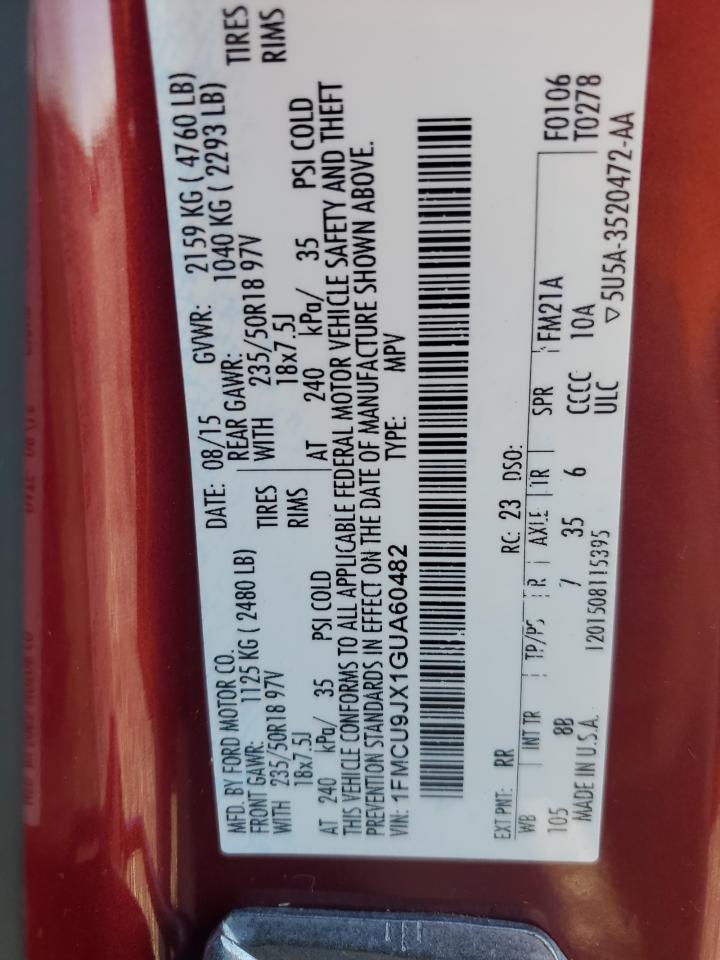 MFD. BY FORD MOTOR CO. DATE: 08/15 GVWR: 2159 KG ( 4760 LB)
FRONT GAWR: 1125 KG ( 2480 LB) REAR GAWR: 1040 KG ( 2293 LB)
WITH 235/50R18 97V TIRES WITH 235/50R18 97V TIRES
18x7.5J RIMS 18x7.5J RIMS
AT 240 kPa/ 35 PSI COLD AT 240 kPa/ 35 PSI COLD
THIS VEHICLE CONFORMS TO ALL APPLICABLE FEDERAL MOTOR VEHICLE SAFETY AND THEFT
PREVENTION STANDARDS IN EFFECT ON THE DATE OF MANUFACTURE SHOWN ABOVE.
VIN: 1FMCU9JX1GUA60482 TYPE: MPV
EXT PNT: RR RC: 23 DSO: F0106
WB INT TR TP/PS R AXLE TR SPR FM21A T0278
105 8B 7 35 6 CCCC 10A
MADE IN U.S.A. 1201508115395 ULC ▽5U5A-3520472-AA